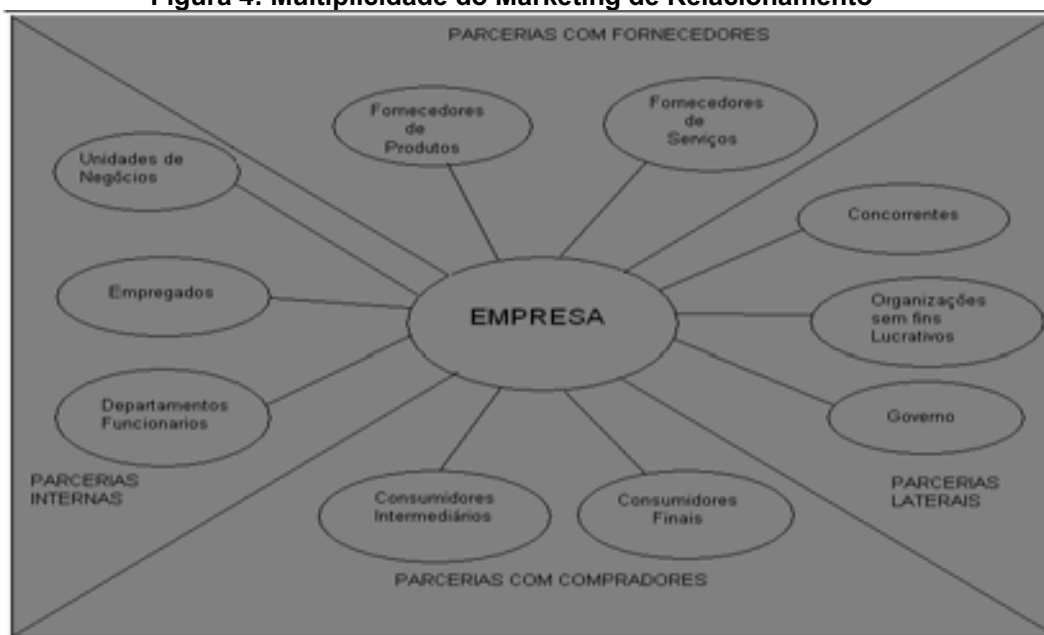 Figura 4: Multiplicidade do Marketing de Relacionamento
PARCERIAS COM FORNECEDORES
Fornecedores
de
Produtos
Fornecedores
de
Serviços
Unidades de
Negócios
Concorrentes
Empregados
EMPRESA
Organizações
sem fins
Lucrativos
Departamentos
Funcionarios
Governo
PARCERIAS
INTERNAS
PARCERIAS
LATERAIS
Consumidores
Intermediários
Consumidores
Finais
PARCERIAS COM COMPRADORES